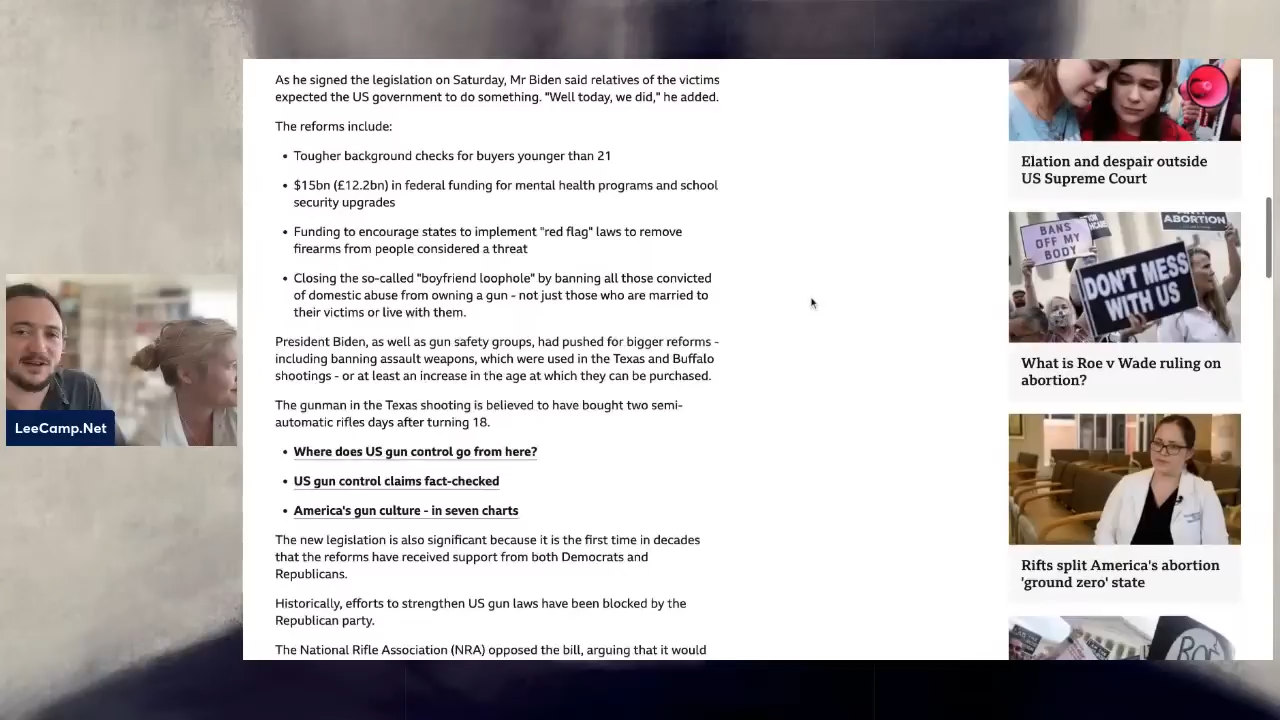 As he signed the legislation on Saturday, Mr Biden said relatives of the victims
expected the US government to do something. "Well today, we did," he added.
The reforms include:
• Tougher background checks for buyers younger than 21
• $15bn (£12.2bn) in federal funding for mental health programs and school
security upgrades
• Funding to encourage states to implement "red flag" laws to remove
firearms from people considered a threat
• Closing the so-called "boyfriend loophole" by banning all those convicted
of domestic abuse from owning a gun - not just those who are married to
their victims or live with them.
President Biden, as well as gun safety groups, had pushed for bigger reforms -
including banning assault weapons, which were used in the Texas and Buffalo
shootings - or at least an increase in the age at which they can be purchased.
The gunman in the Texas shooting is believed to have bought two semi-
automatic rifles days after turning 18.
• Where does US gun control go from here?
• US gun control claims fact-checked
• America's gun culture - in seven charts
The new legislation is also significant because it is the first time in decades
that the reforms have received support from both Democrats and
Republicans.
Historically, efforts to strengthen US gun laws have been blocked by the
Republican party.
The National Rifle Association (NRA) opposed the bill, arguing that it would
Elation and despair outside
US Supreme Court
BANS
OFF MY
BODY
ABORTION
DON'T MESS
WITH US
What is Roe v Wade ruling on
abortion?
Rifts split America's abortion
'ground zero' state
LeeCamp.Net